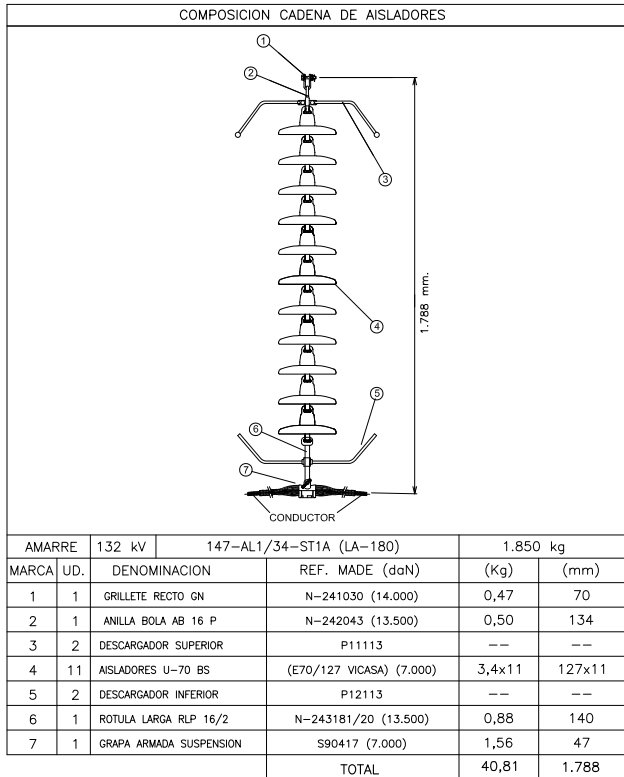 COMPOSICION CADENA DE AISLADORES
1
2
3
1.788 mm.
4
5
6
7
CONDUCTOR
AMARRE 132 kV 147-AL1/34-ST1A (LA-180) 1.850 kg
MARCA UD. DENOMINACION REF. MADE (daN) (Kg) (mm)
1 1 GRILLETE RECTO GN N-241030 (14.000) 0,47 70
2 1 ANILLA BOLA AB 16 P N-242043 (13.500) 0,50 134
3 2 DESCARGADOR SUPERIOR P11113 -- --
4 11 AISLADORES U-70 BS (E70/127 VICASA) (7.000) 3,4x11 127x11
5 2 DESCARGADOR INFERIOR P12113 -- --
6 1 ROTULA LARGA RLP 16/2 N-243181/20 (13.500) 0,88 140
7 1 GRAPA ARMADA SUSPENSION S90417 (7.000) 1,56 47
TOTAL 40,81 1.788